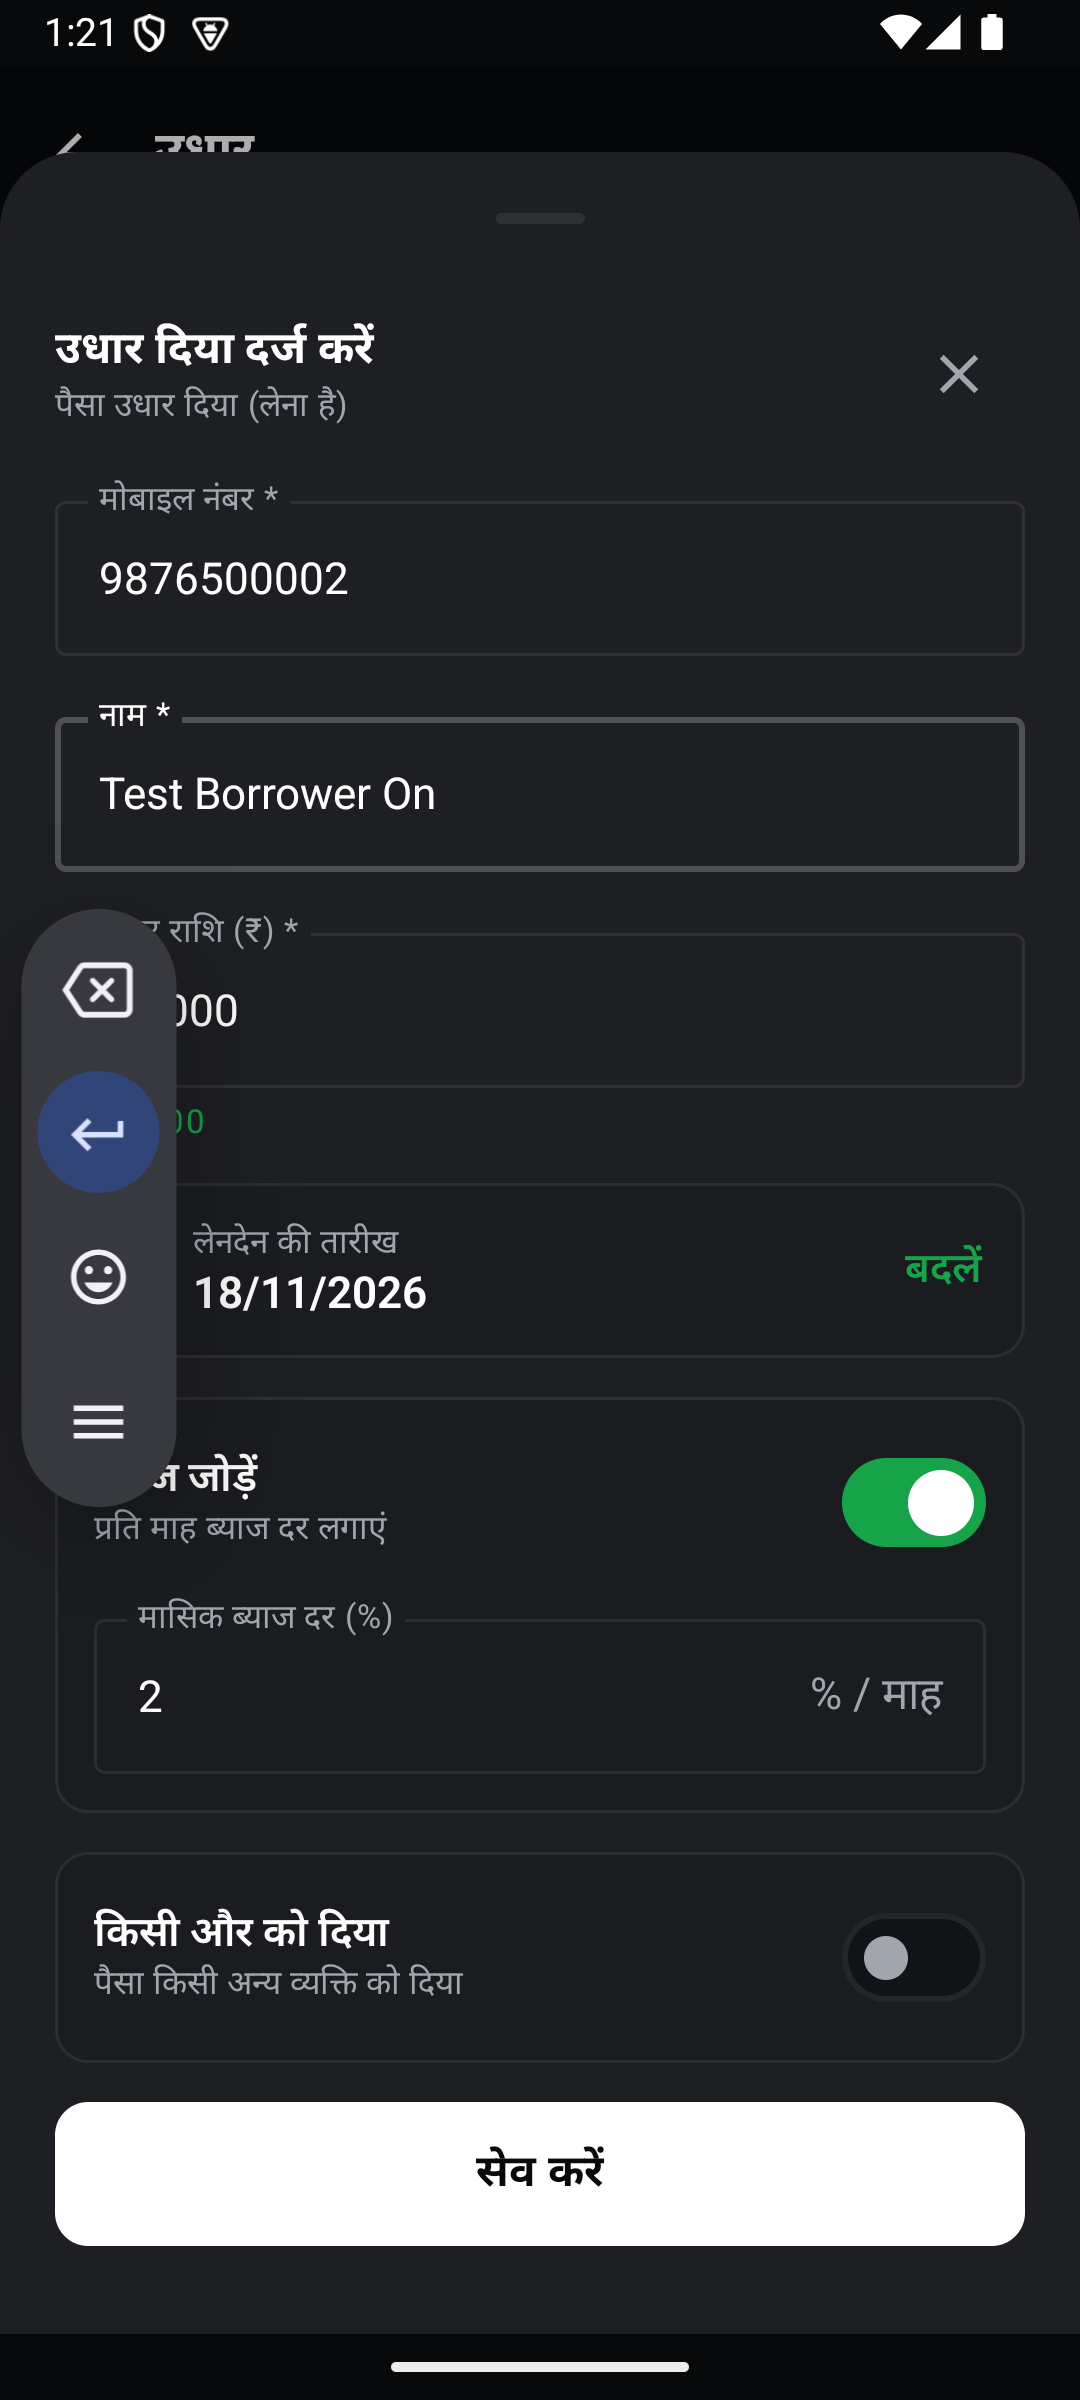 1:21
उधार
उधार दिया दर्ज करें
पैसा उधार दिया (लेना है)
मोबाइल नंबर *
9876500002
नाम *
Test Borrower On
राशि (₹) *
लेनदेन की तारीख
18/11/2026
बदलें
जोड़ें
प्रति माह ब्याज दर लगाएं
मासिक ब्याज दर (%)
2
% / माह
किसी और को दिया
पैसा किसी अन्य व्यक्ति को दिया
सेव करें